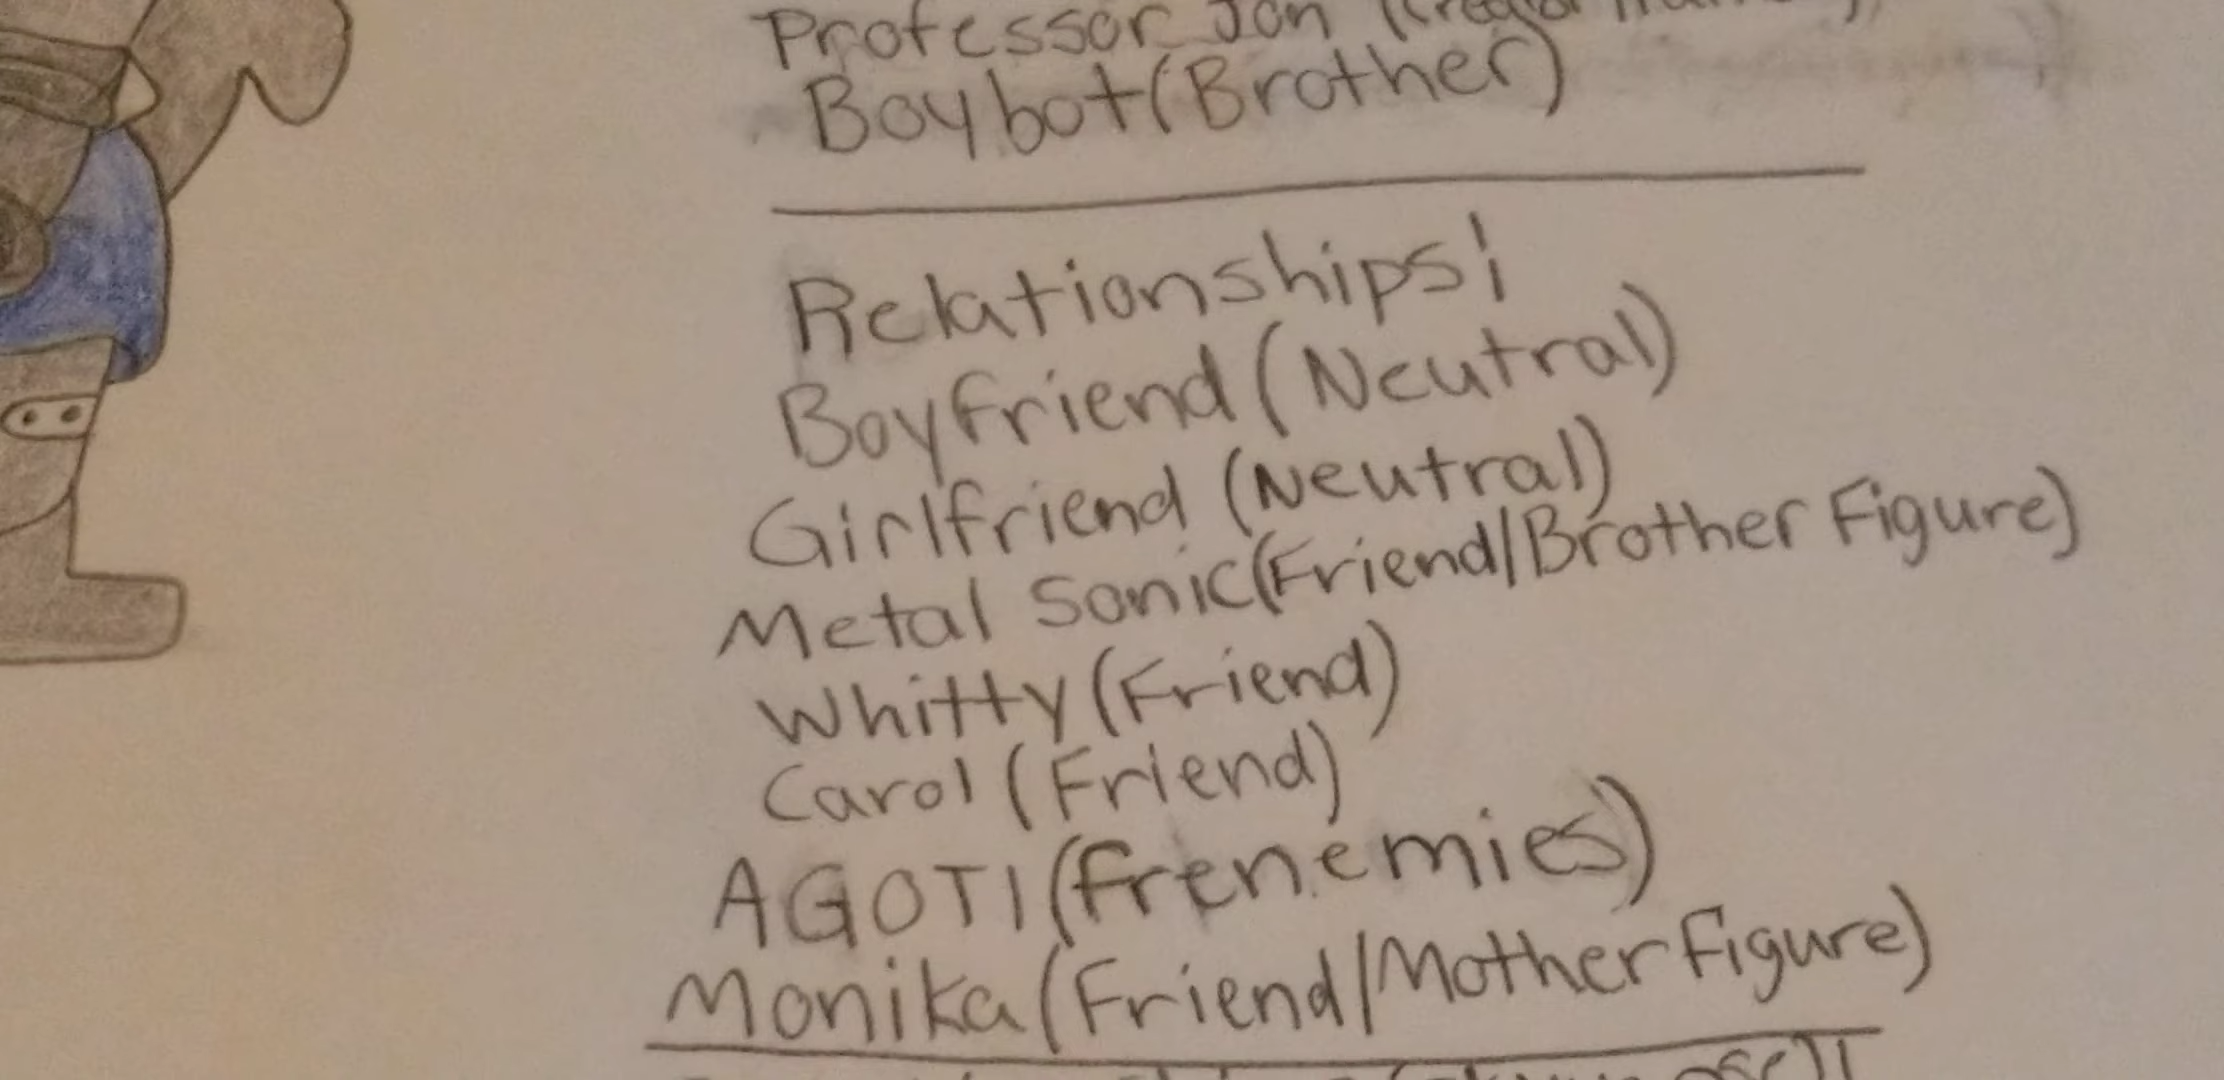 Professor Jon
Boybot(Brother)
Relationships:
Boyfriend (Neutral)
Girlfriend (Neutral)
Metal Sonic(Friend/Brother Figure)
Whitty (Friend)
Carol (Friend)
AGOTI (frenemies)
Monika (Friend/Mother Figure)